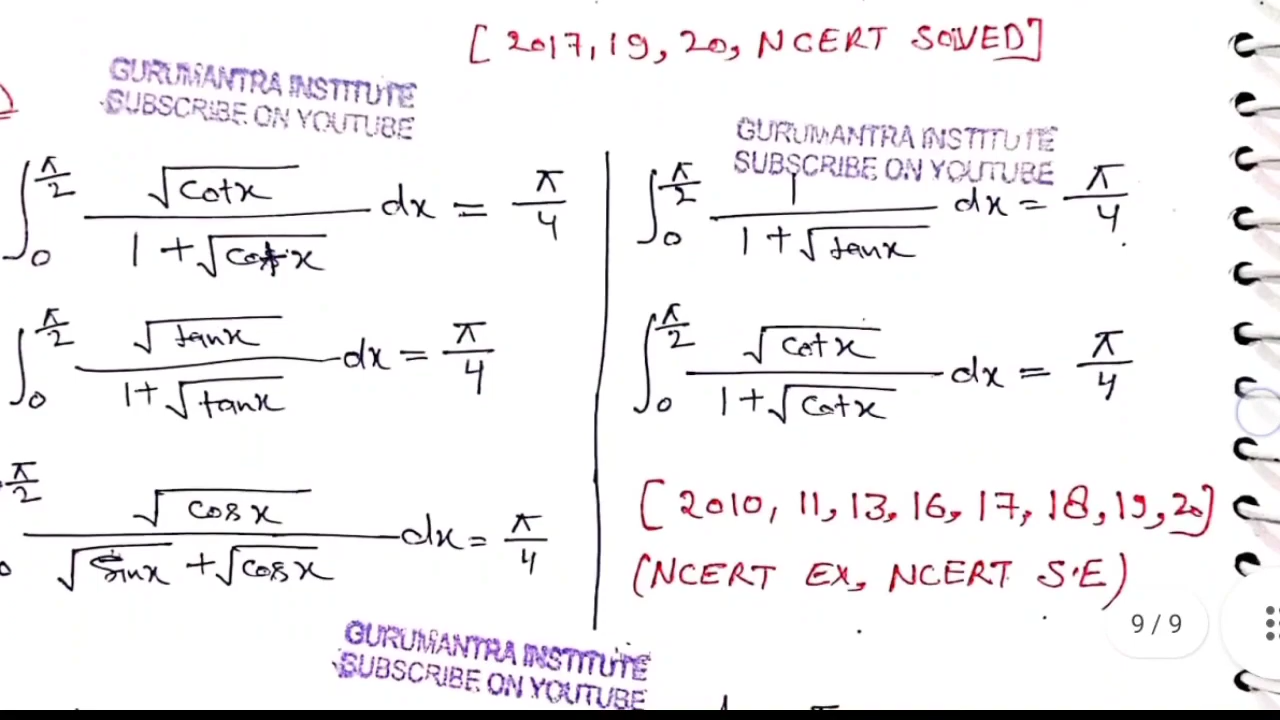 [2017, 19, 20, NCERT SOLVED]
GURUMANTRA INSTITUTE
SUBSCRIBE ON YOUTUBE
GURUMANTRA INSTITUTE
SUBSCRIBE ON YOUTUBE
∫₀^(π/2) √cotx / (1 + √cotx) dx = π/4
∫₀^(π/2) 1 / (1 + √tanx) dx = π/4
∫₀^(π/2) √tanx / (1 + √tanx) dx = π/4
∫₀^(π/2) √cotx / (1 + √cotx) dx = π/4
π/2 0 √cosx / (√sinx + √cosx) dx = π/4
[2010, 11, 13, 16, 17, 18, 19, 20]
(NCERT EX, NCERT S.E)
9 / 9
GURUMANTRA INSTITUTE
SUBSCRIBE ON YOUTUBE